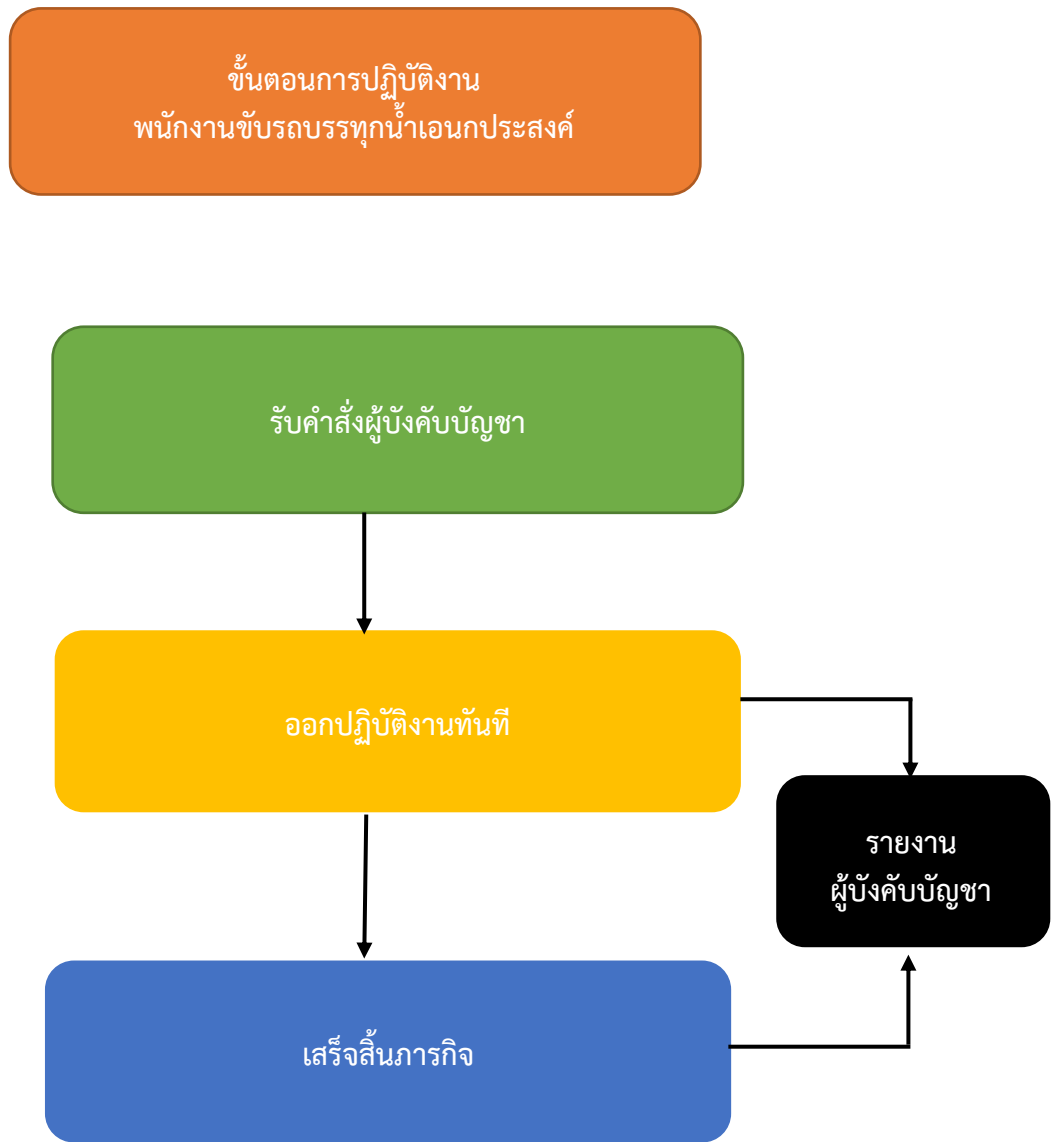 ขั้นตอนการปฏิบัติงาน
พนักงานขับรถบรรทุกน้ำเอนกประสงค์
รับคำสั่งผู้บังคับบัญชา
ออกปฏิบัติงานทันที
รายงาน
ผู้บังคับบัญชา
เสร็จสิ้นภารกิจ